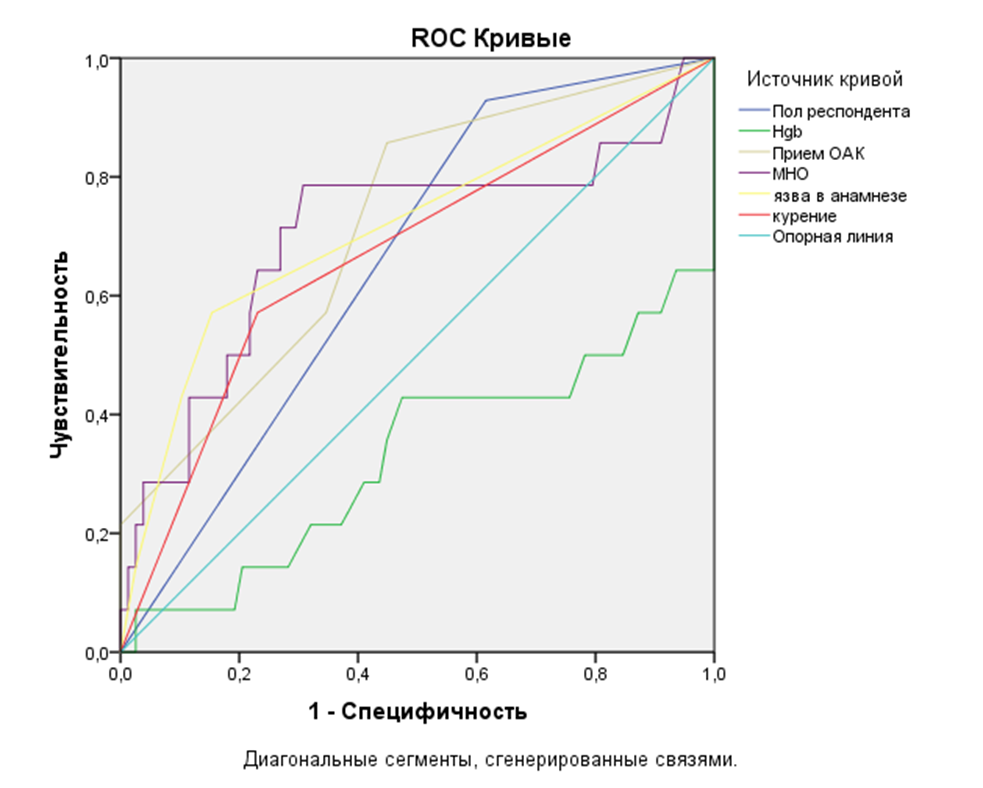 ROC Кривые
Источник кривой
Пол респондента
Hgb
Прием ОАК
МНО
язва в анамнезе
курение
Опорная линия
Чувствительность
1,0
0,8
0,6
0,4
0,2
0,0
0,0 0,2 0,4 0,6 0,8 1,0
1 - Специфичность
Диагональные сегменты, сгенерированные связями.